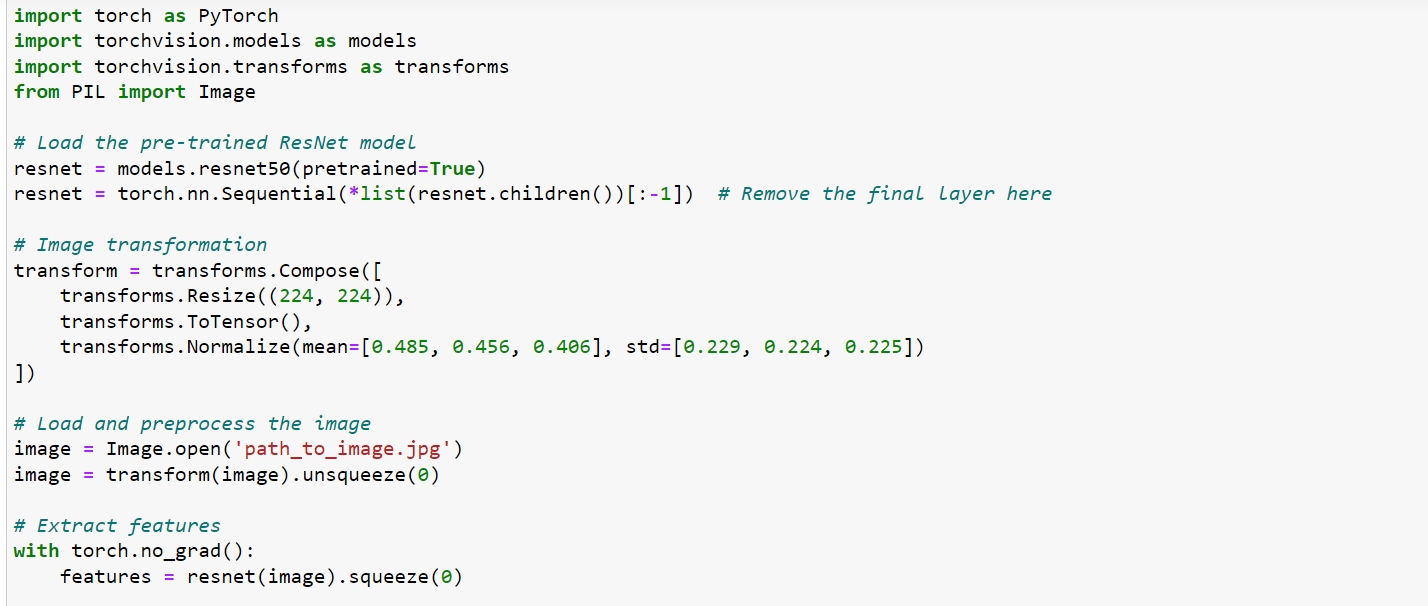 import torch as PyTorch
import torchvision.models as models
import torchvision.transforms as transforms
from PIL import Image
# Load the pre-trained ResNet model
resnet = models.resnet50(pretrained=True)
resnet = torch.nn.Sequential(*list(resnet.children())[:-1])  # Remove the final layer here
# Image transformation
transform = transforms.Compose([
    transforms.Resize((224, 224)),
    transforms.ToTensor(),
    transforms.Normalize(mean=[0.485, 0.456, 0.406], std=[0.229, 0.224, 0.225])
])
# Load and preprocess the image
image = Image.open('path_to_image.jpg')
image = transform(image).unsqueeze(0)
# Extract features
with torch.no_grad():
    features = resnet(image).squeeze(0)